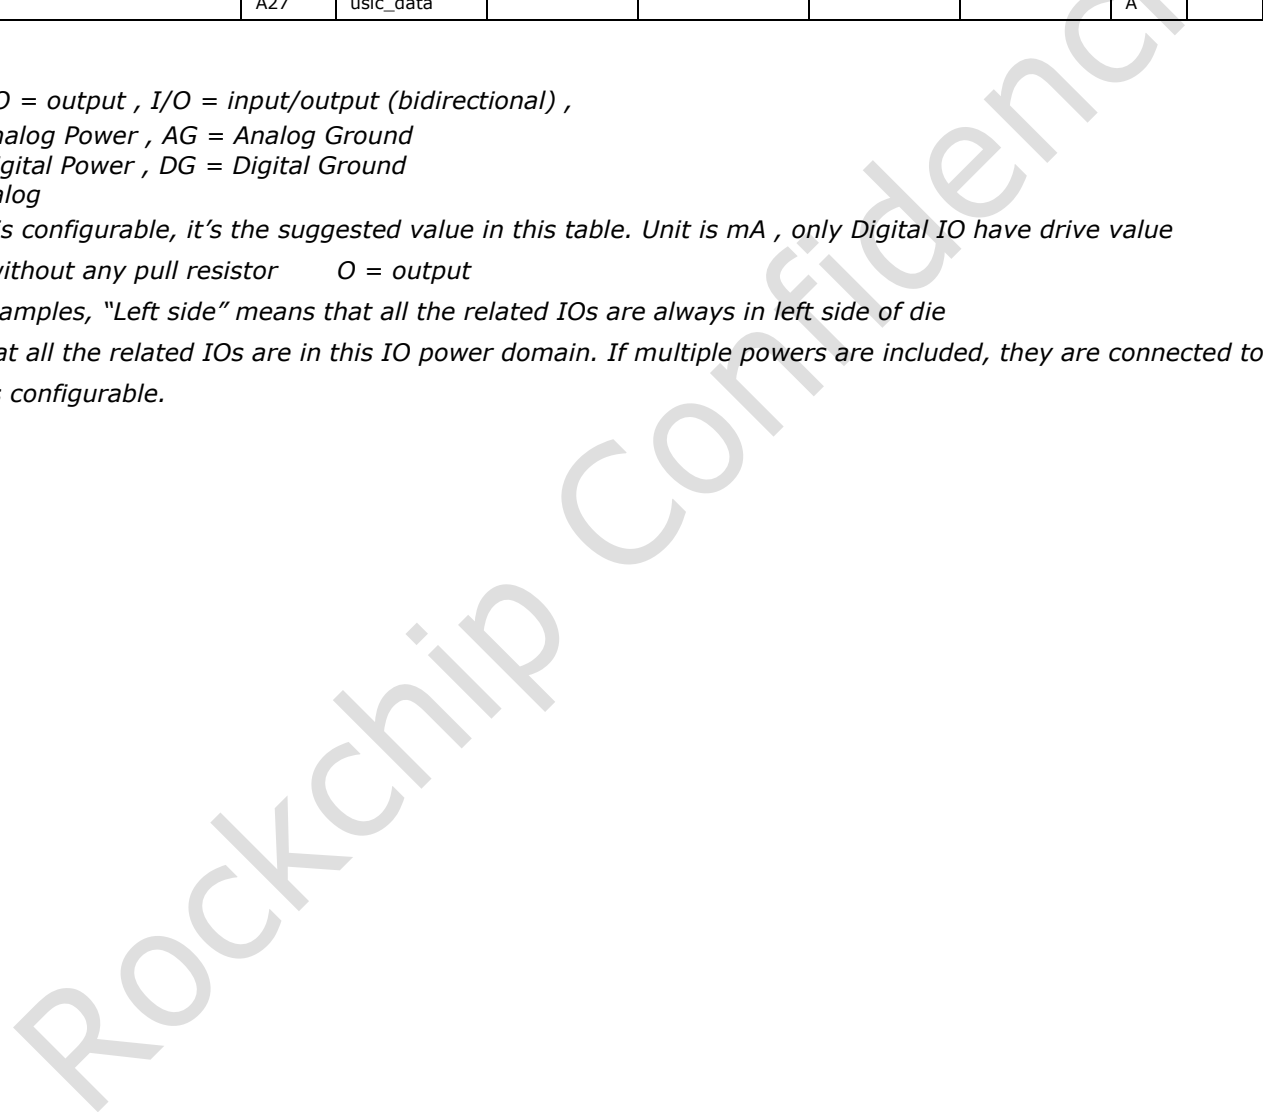 A27 usic_data A
O = output , I/O = input/output (bidirectional) ,
nalog Power , AG = Analog Ground
gital Power , DG = Digital Ground
alog
s configurable, it’s the suggested value in this table. Unit is mA , only Digital IO have drive value
without any pull resistor O = output
amples, “Left side” means that all the related IOs are always in left side of die
at all the related IOs are in this IO power domain. If multiple powers are included, they are connected to
s configurable.
Rockchip Confidenc